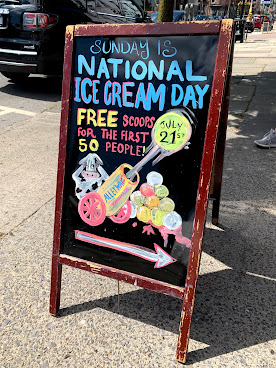 SUNDAY IS
NATIONAL
ICE CREAM DAY
FREE SCOOPS
FOR THE FIRST
50 PEOPLE!
JULY
21ST